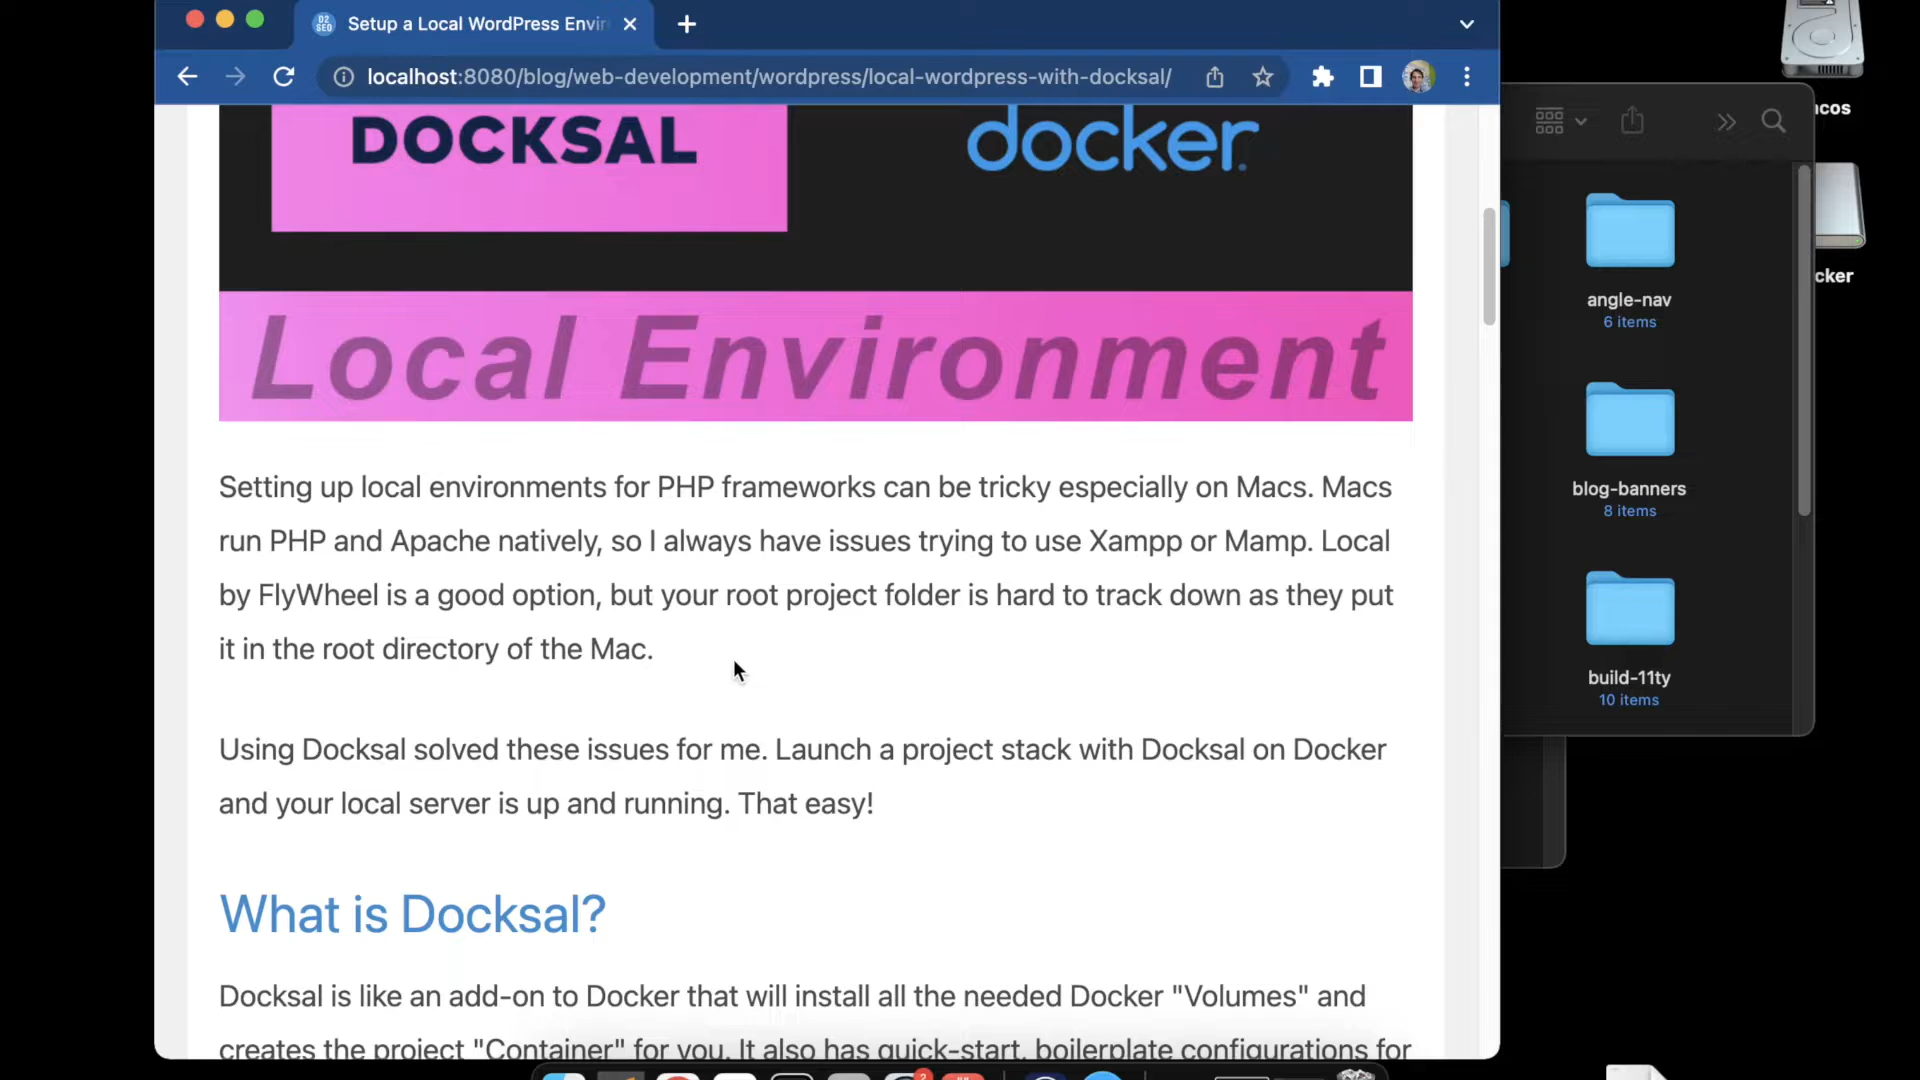 D2
SEO
Setup a Local WordPress Envir
localhost:8080/blog/web-development/wordpress/local-wordpress-with-docksal/
DOCKSAL
docker
Local Environment
Setting up local environments for PHP frameworks can be tricky especially on Macs. Macs
run PHP and Apache natively, so I always have issues trying to use Xampp or Mamp. Local
by FlyWheel is a good option, but your root project folder is hard to track down as they put
it in the root directory of the Mac.
Using Docksal solved these issues for me. Launch a project stack with Docksal on Docker
and your local server is up and running. That easy!
What is Docksal?
Docksal is like an add-on to Docker that will install all the needed Docker "Volumes" and
creates the project "Container" for you. It also has quick-start, boilerplate configurations for
acos
cker
angle-nav
6 items
blog-banners
8 items
build-11ty
10 items
2